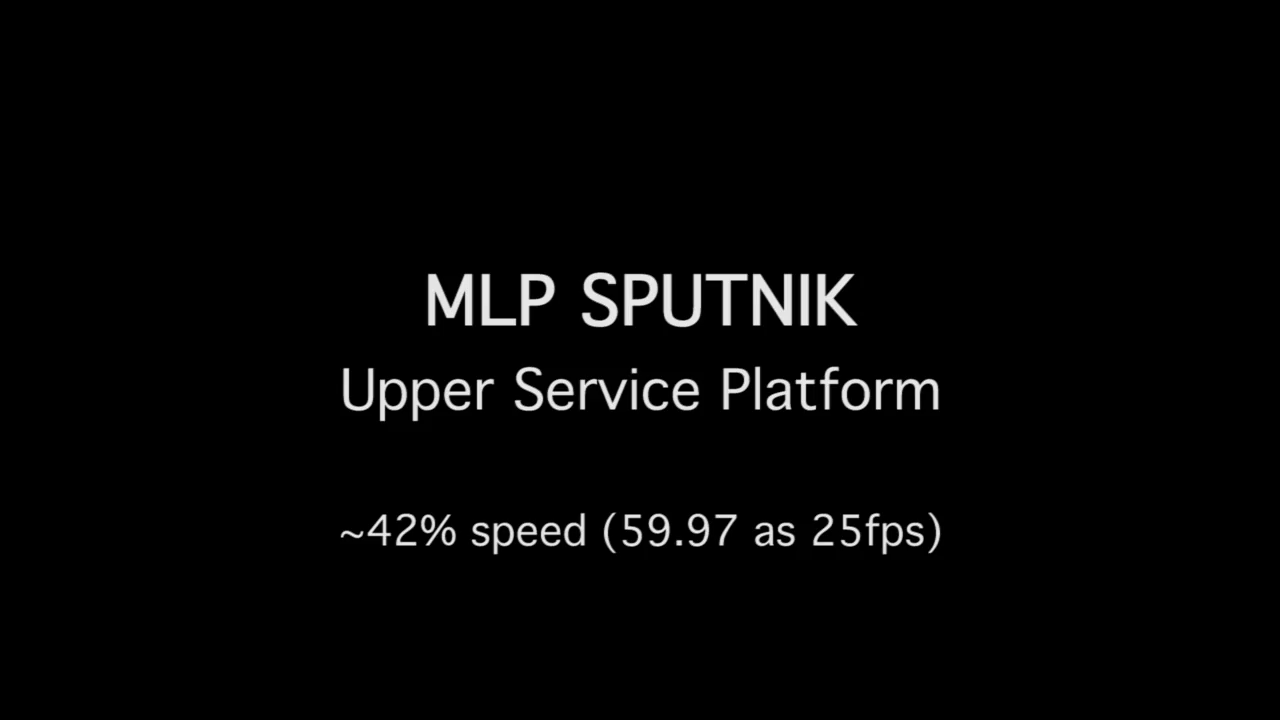 MLP SPUTNIK
Upper Service Platform
~42% speed (59.97 as 25fps)